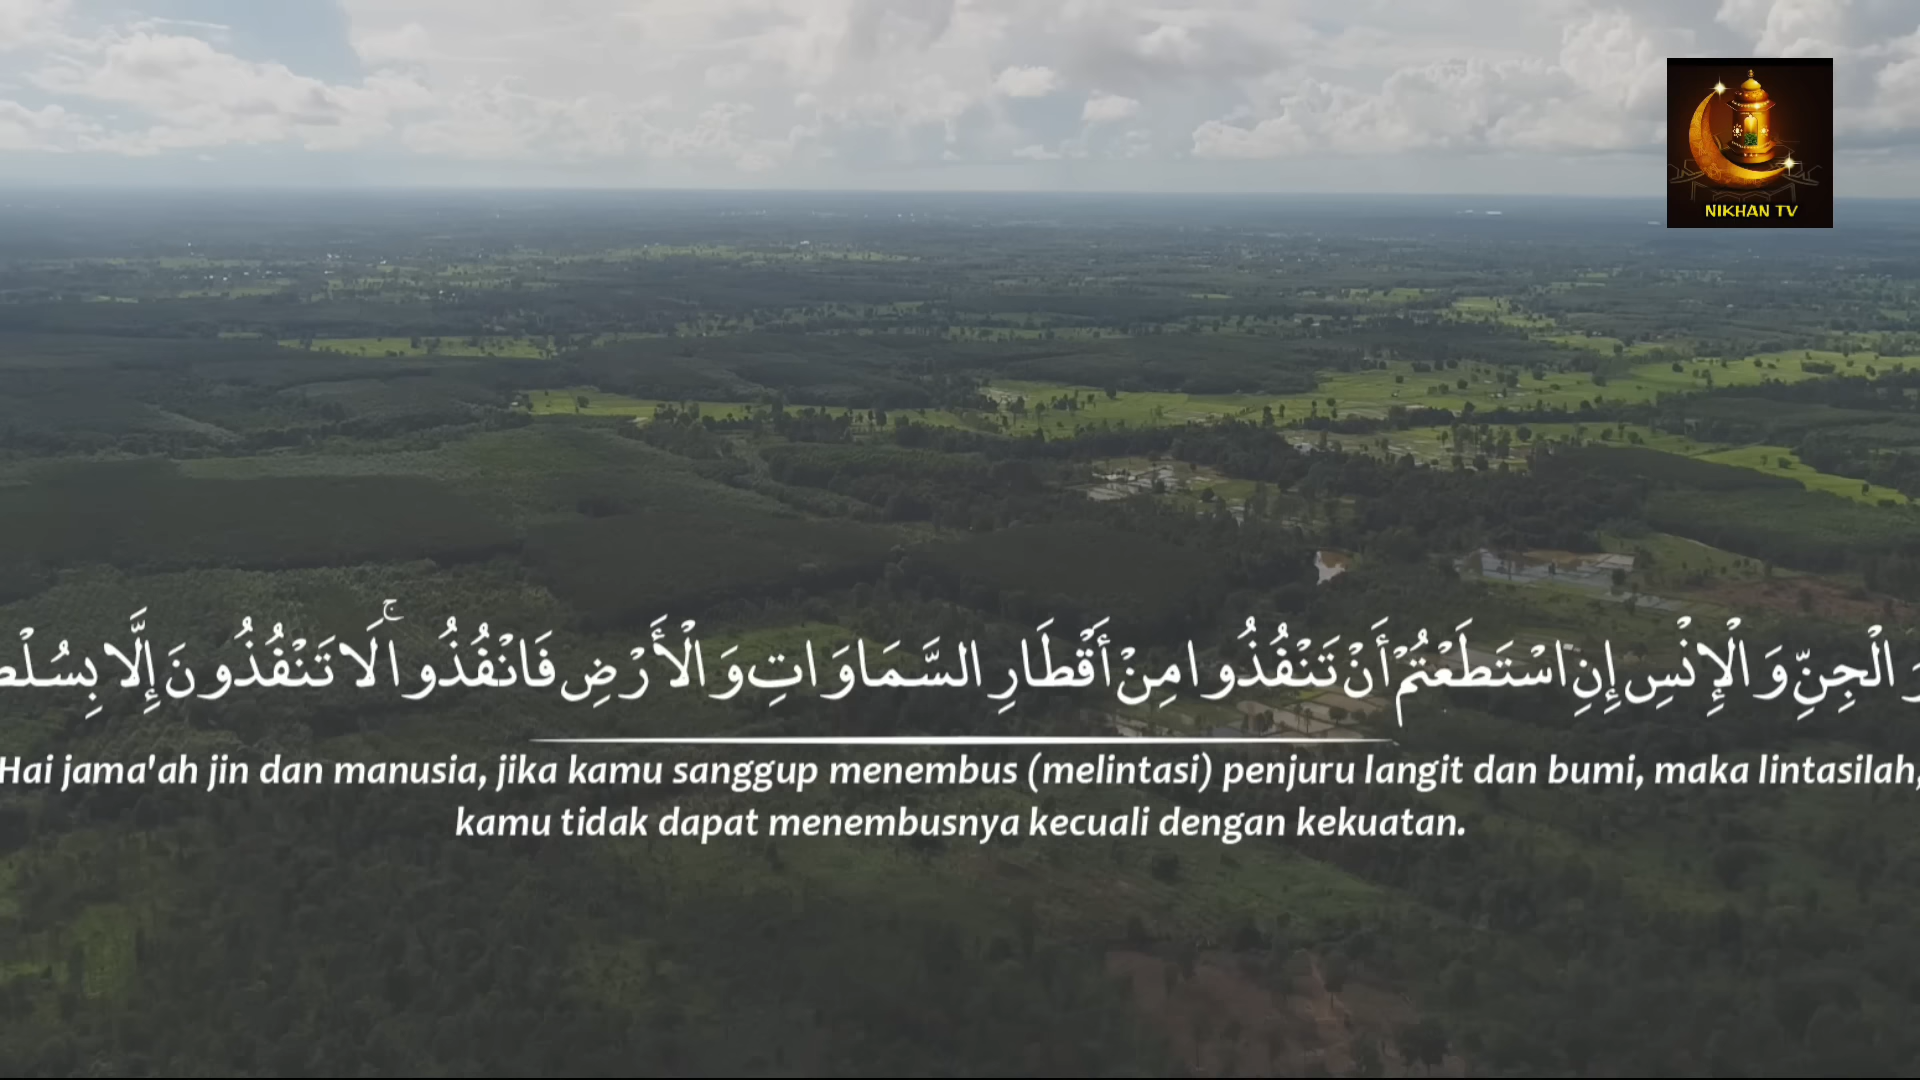 NIKHAN TV
الْجِنِّ وَالْإِنْسِ إِنِ اسْتَطَعْتُمْ أَنْ تَنْفُذُوا مِنْ أَقْطَارِ السَّمَاوَاتِ وَالْأَرْضِ فَانْفُذُوا ۚ لَا تَنْفُذُونَ إِلَّا
Hai jama'ah jin dan manusia, jika kamu sanggup menembus (melintasi) penjuru langit dan bumi, maka lintasilah,
kamu tidak dapat menembusnya kecuali dengan kekuatan.